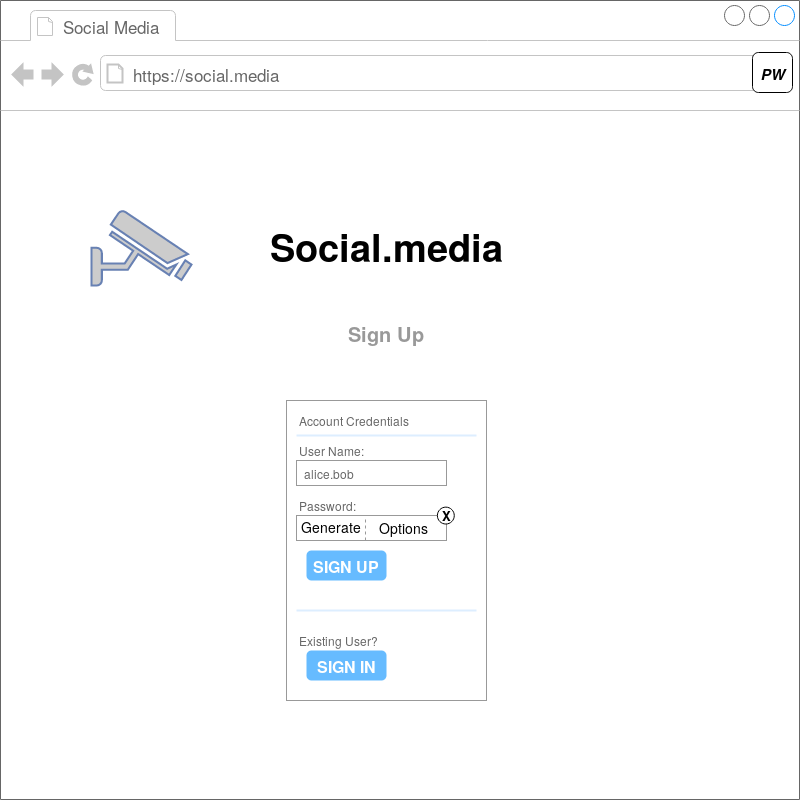 Social Media
https://social.media
PW
Social.media
Sign Up
Account Credentials
User Name:
alice.bob
Password:
X
Generate Options
SIGN UP
Existing User?
SIGN IN